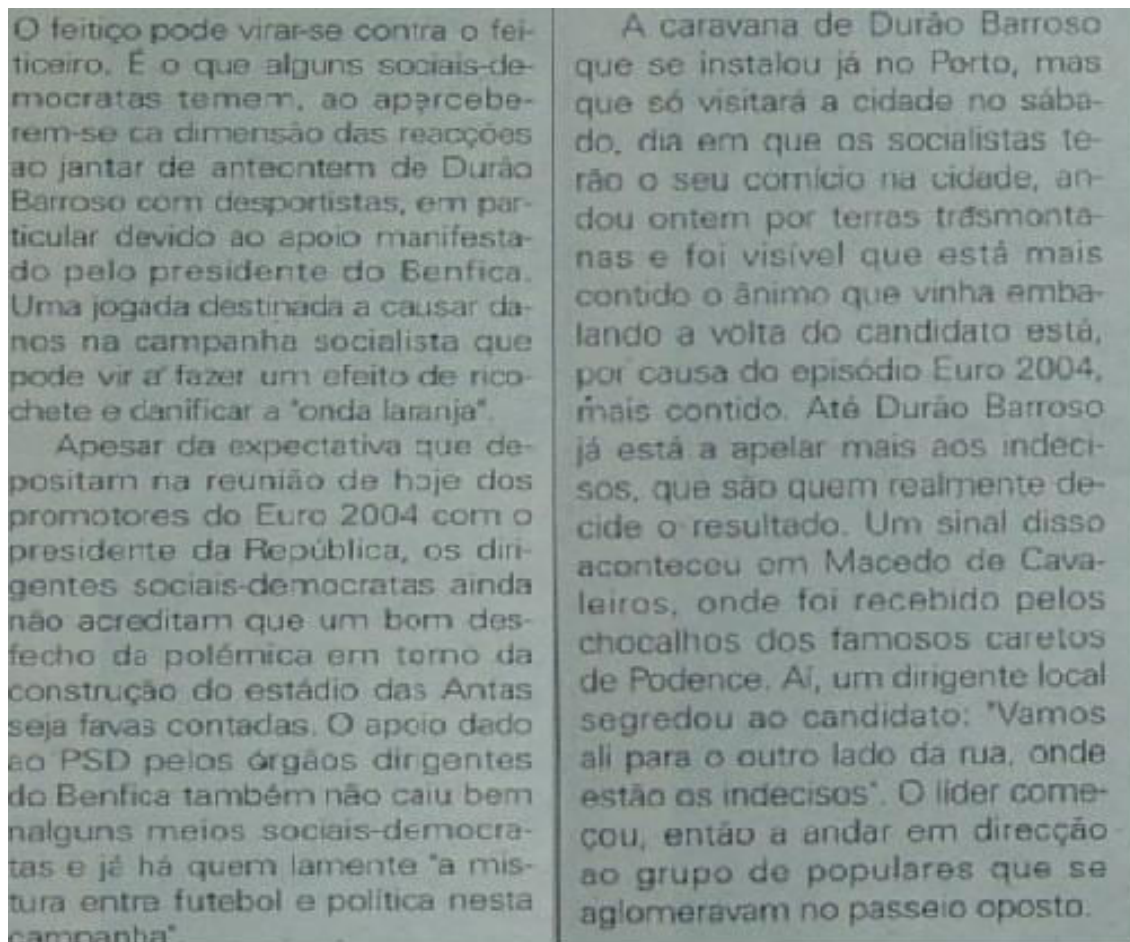 O feitiço pode virar-se contra o fei-
ticeiro. É o que alguns sociais-de-
mocratas temem, ao apercebe-
rem-se da dimensão das reacções
ao jantar de anteontem de Durão
Barroso com desportistas, em par-
ticular devido ao apoio manifesta-
do pelo presidente do Benfica.
Uma jogada destinada a causar da-
nos na campanha socialista que
pode vir a fazer um efeito de rico-
chete e danificar a "onda laranja".
Apesar da expectativa que de-
positam na reunião de hoje dos
promotores do Euro 2004 com o
presidente da República, os diri-
gentes sociais-democratas ainda
não acreditam que um bom des-
fecho da polémica em torno da
construção do estádio das Antas
seja favas contadas. O apoio dado
ao PSD pelos órgãos dirigentes
do Benfica também não caiu bem
nalguns meios sociais-democra-
tas e já há quem lamente "a mis-
tura entre futebol e política nesta
campanha".
A caravana de Durão Barroso
que se instalou já no Porto, mas
que só visitará a cidade no sába-
do, dia em que os socialistas te-
rão o seu comício na cidade, an-
dou ontem por terras trasmonta-
nas e foi visível que está mais
contido o ânimo que vinha emba-
lando a volta do candidato está,
por causa do episódio Euro 2004,
mais contido. Até Durão Barroso
já está a apelar mais aos indeci-
sos, que são quem realmente de-
cide o resultado. Um sinal disso
aconteceu em Macedo de Cava-
leiros, onde foi recebido pelos
chocalhos dos famosos caretos
de Podence. Aí, um dirigente local
segredou ao candidato: "Vamos
ali para o outro lado da rua, onde
estão os indecisos". O líder come-
çou, então a andar em direcção
ao grupo de populares que se
aglomeravam no passeio oposto.